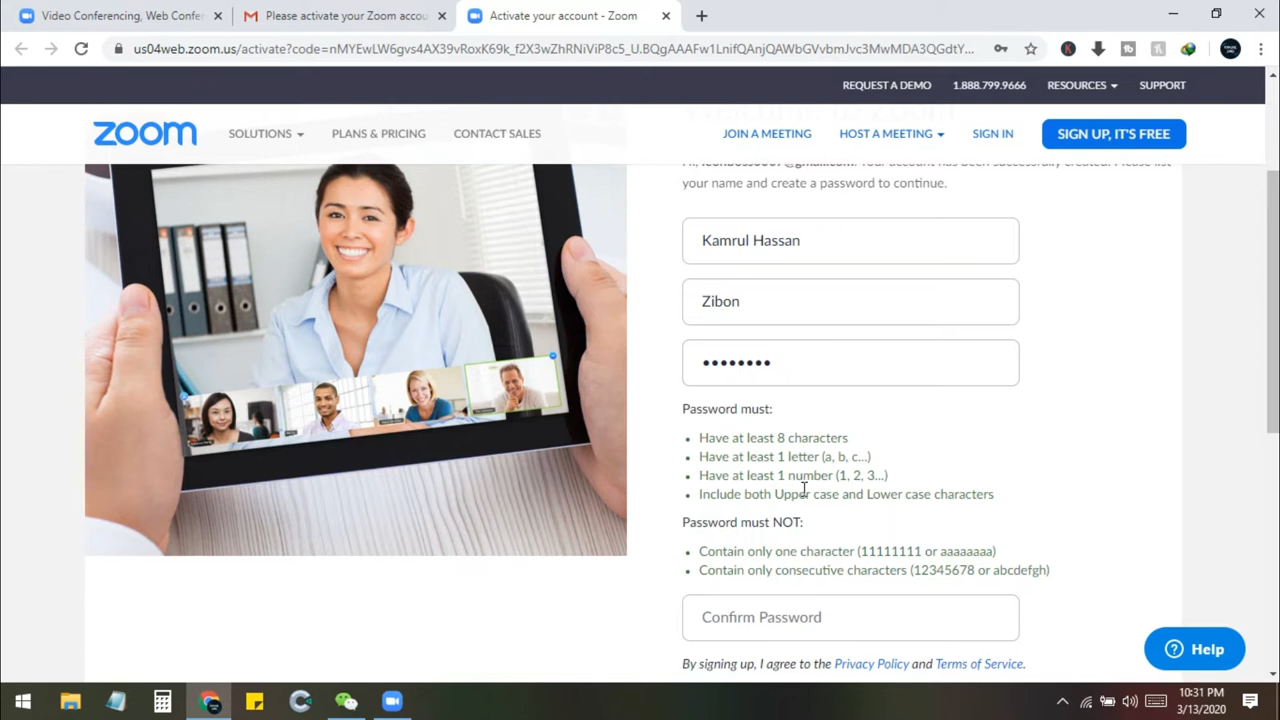 Video Conferencing, Web Confer
Please activate your Zoom accou
Activate your account - Zoom
us04web.zoom.us/activate?code=nMYEwLW6gvs4AX39vRoxK69k_f2X3wZhRNiViP8c5_U.BQgAAAFw1LnifQAnjQAWbGVvbmJvc3MwMDA3QGdtY...
REQUEST A DEMO 1.888.799.9666 RESOURCES SUPPORT
zoom SOLUTIONS PLANS & PRICING CONTACT SALES JOIN A MEETING HOST A MEETING SIGN IN SIGN UP, IT'S FREE
Your account has been successfully created. Please list
your name and create a password to continue.
Kamrul Hassan
Zibon
••••••••
Password must:
• Have at least 8 characters
• Have at least 1 letter (a, b, c...)
• Have at least 1 number (1, 2, 3...)
• Include both Upper case and Lower case characters
Password must NOT:
• Contain only one character (11111111 or aaaaaaaa)
• Contain only consecutive characters (12345678 or abcdefgh)
Confirm Password
Help
By signing up, I agree to the Privacy Policy and Terms of Service.
10:31 PM
3/13/2020